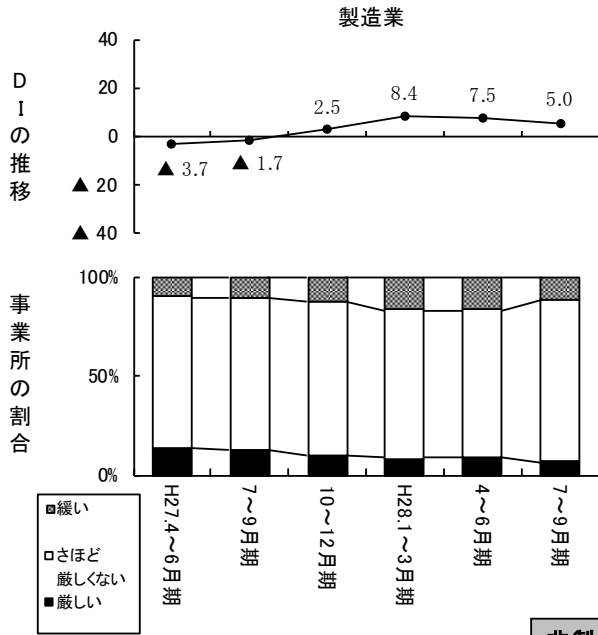 製造業
DIの推移
40
20
0
▲ 20
▲ 40
▲ 3.7
▲ 1.7
2.5
8.4
7.5
5.0
事業所の割合
100%
50%
0%
H27.4～6月期
7～9月期
10～12月期
H28.1～3月期
4～6月期
7～9月期
緩い
さほど
厳しくない
厳しい